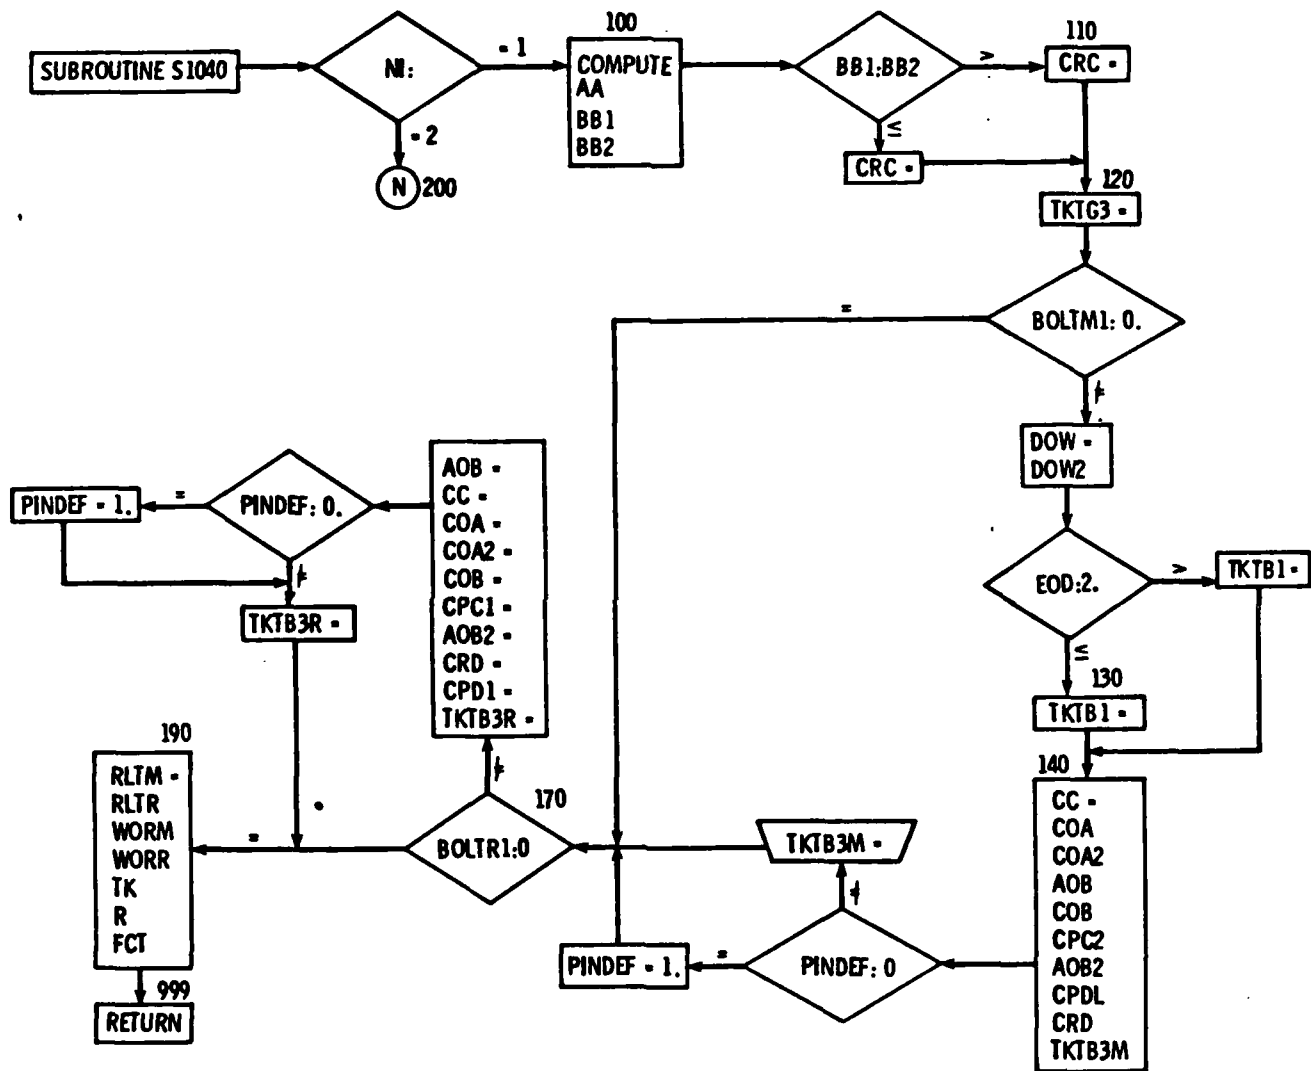 SUBROUTINE S1040
NI:
= 1
= 2
N
200
100
COMPUTE
AA
BB1
BB2
BB1:BB2
>
≤
110
CRC =
CRC =
120
TKTG3 =
BOLTM1: 0.
=
≠
DOW =
DOW2
EOD:2.
>
TKTB1 =
≤
130
TKTB1 =
140
CC =
COA
COA2
AOB
COB
CPC2
AOB2
CPDL
CRD
TKTB3M
PINDEF: 0
≠
TKTB3M =
=
PINDEF = 1.
170
BOLTR1:0
≠
=
AOB =
CC =
COA =
COA2 =
COB =
CPC1 =
AOB2 =
CRD =
CPD1 =
TKTB3R =
PINDEF: 0.
=
PINDEF = 1.
≠
TKTB3R =
190
RLTM =
RLTR
WORM
WORR
TK
R
FCT
999
RETURN